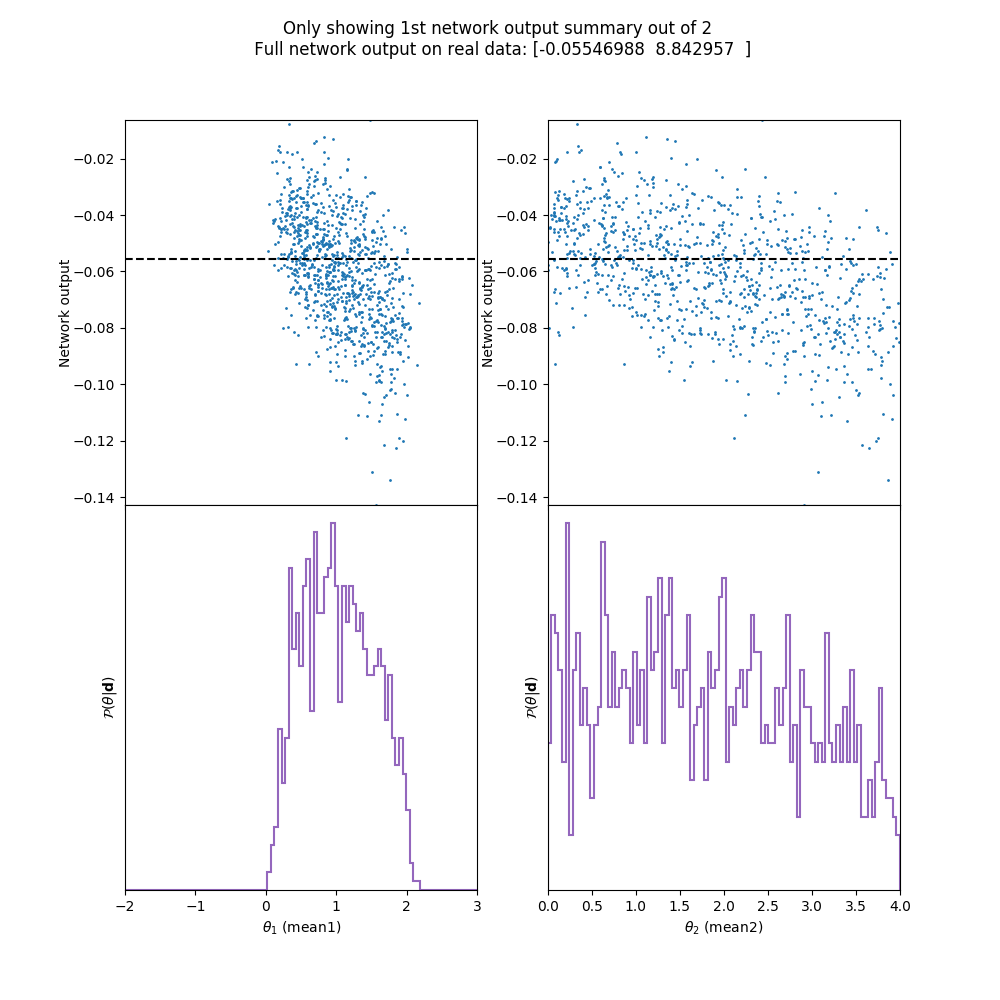 Only showing 1st network output summary out of 2
Full network output on real data: [-0.05546988  8.842957  ]
−0.02
−0.04
−0.06
−0.08
−0.10
−0.12
−0.14
Network output
−0.02
−0.04
−0.06
−0.08
−0.10
−0.12
−0.14
Network output
𝒫(θ|𝐝)
−2 −1 0 1 2 3
θ₁ (mean1)
𝒫(θ|𝐝)
0.0 0.5 1.0 1.5 2.0 2.5 3.0 3.5 4.0
θ₂ (mean2)